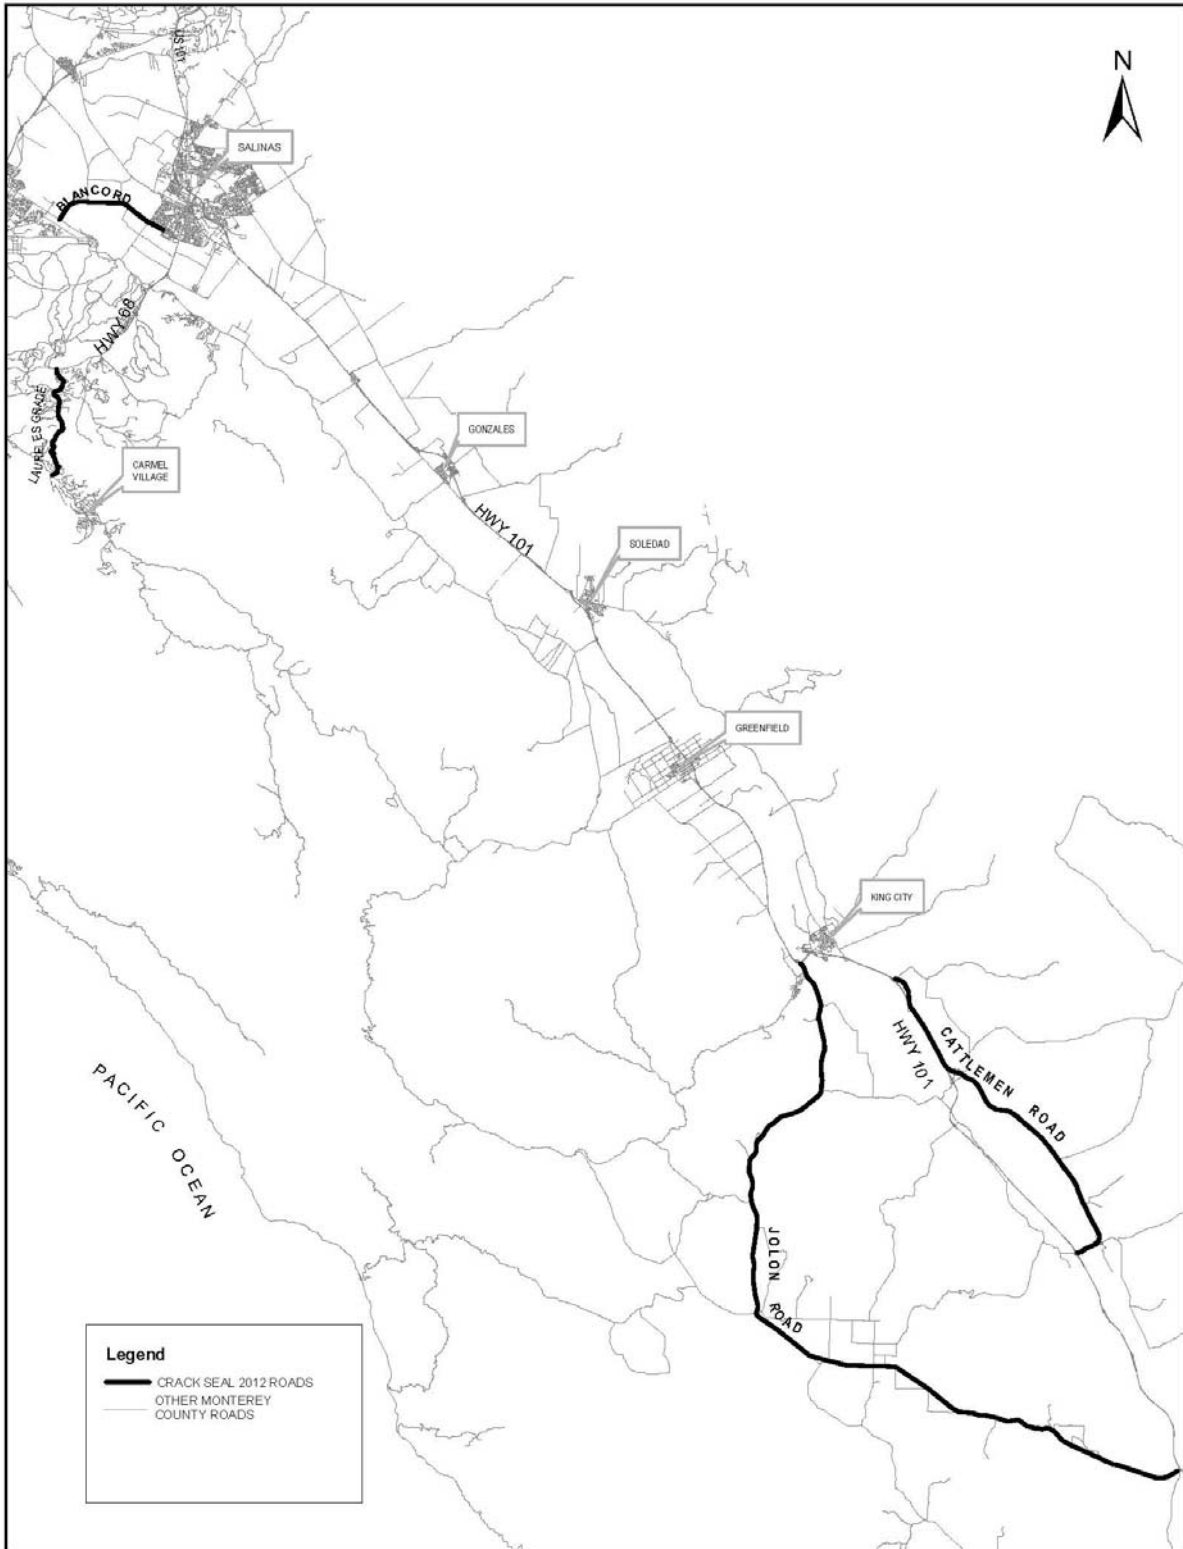 N
US 101
SALINAS
BLANCO RD
HWY 68
LAURELES GRADE
CARMEL
VILLAGE
GONZALES
HWY 101
SOLEDAD
GREENFIELD
KING CITY
HWY 101
CATTLEMEN ROAD
PACIFIC OCEAN
JOLON ROAD
Legend
CRACK SEAL 2012 ROADS
OTHER MONTEREY
COUNTY ROADS